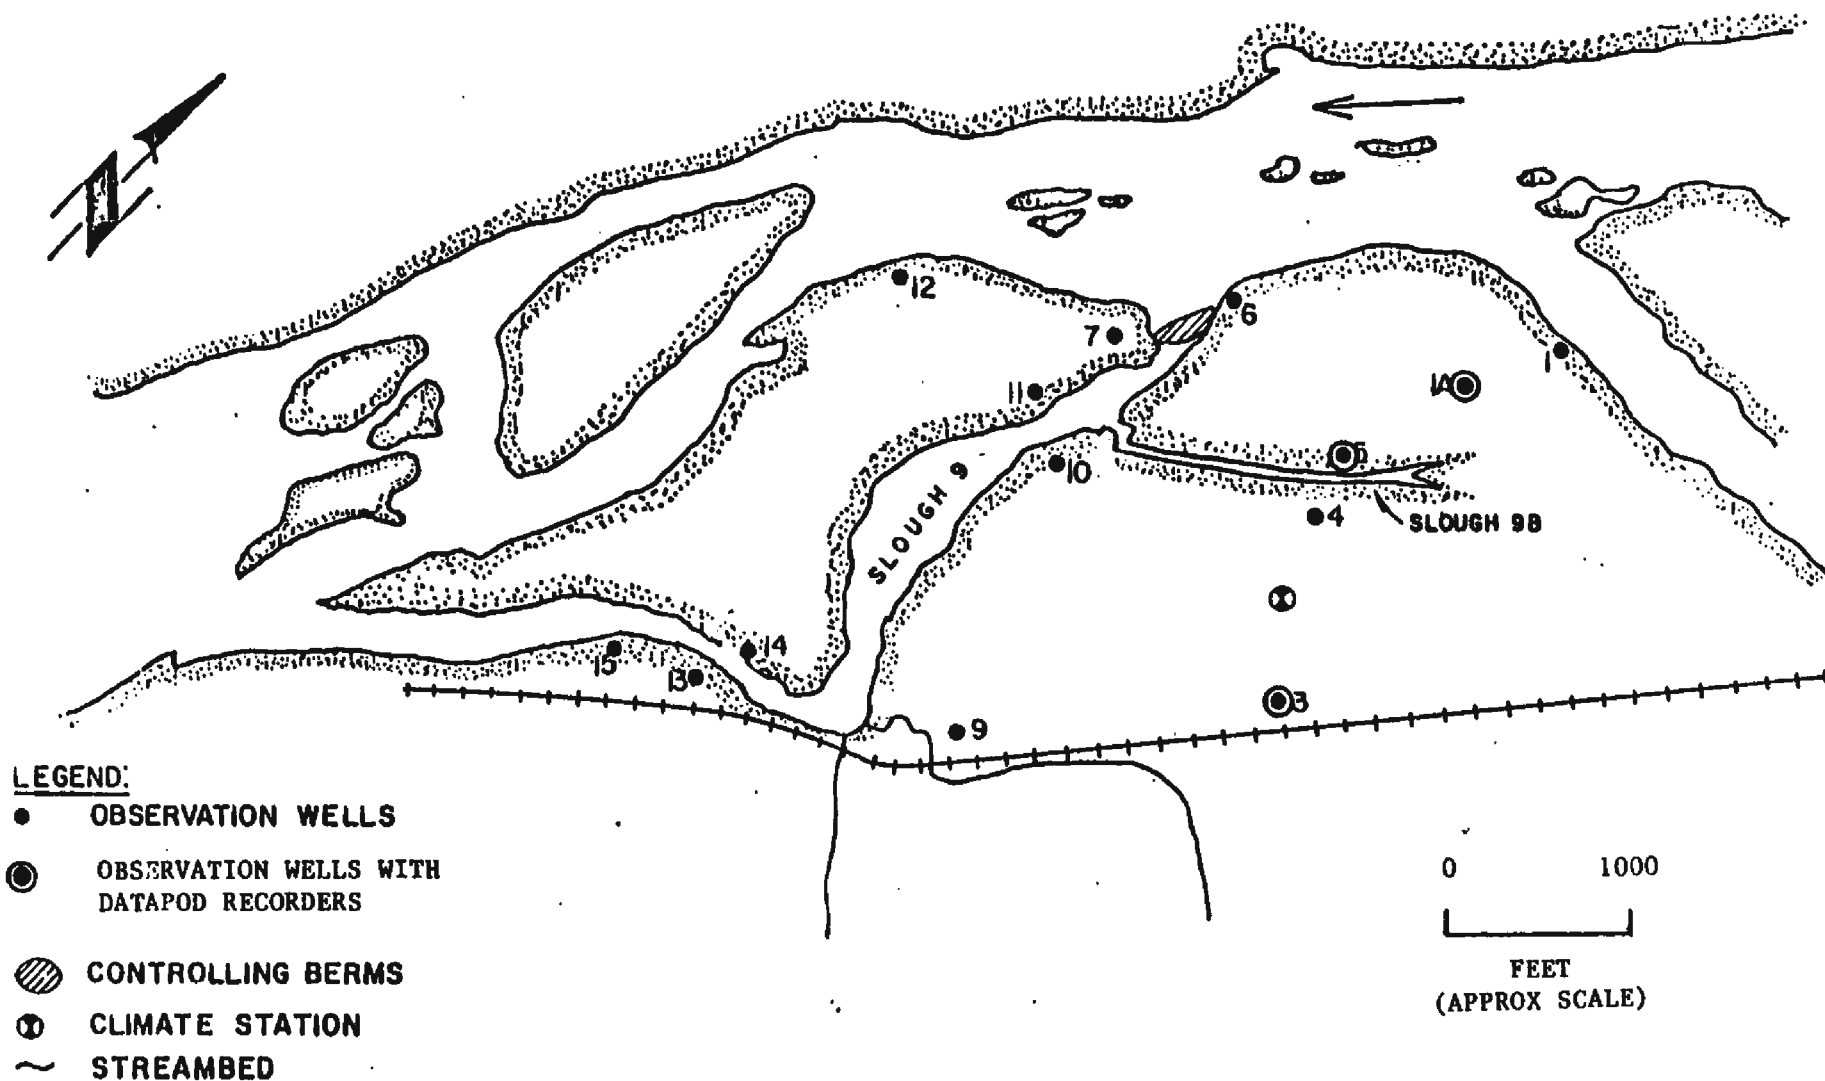 12
6
7
1
1A
11
5
10
SLOUGH 9
4
SLOUGH 9B
14
15
13
3
9
LEGEND:
OBSERVATION WELLS
OBSERVATION WELLS WITH
DATAPOD RECORDERS
CONTROLLING BERMS
CLIMATE STATION
STREAMBED
0 1000
FEET
(APPROX SCALE)